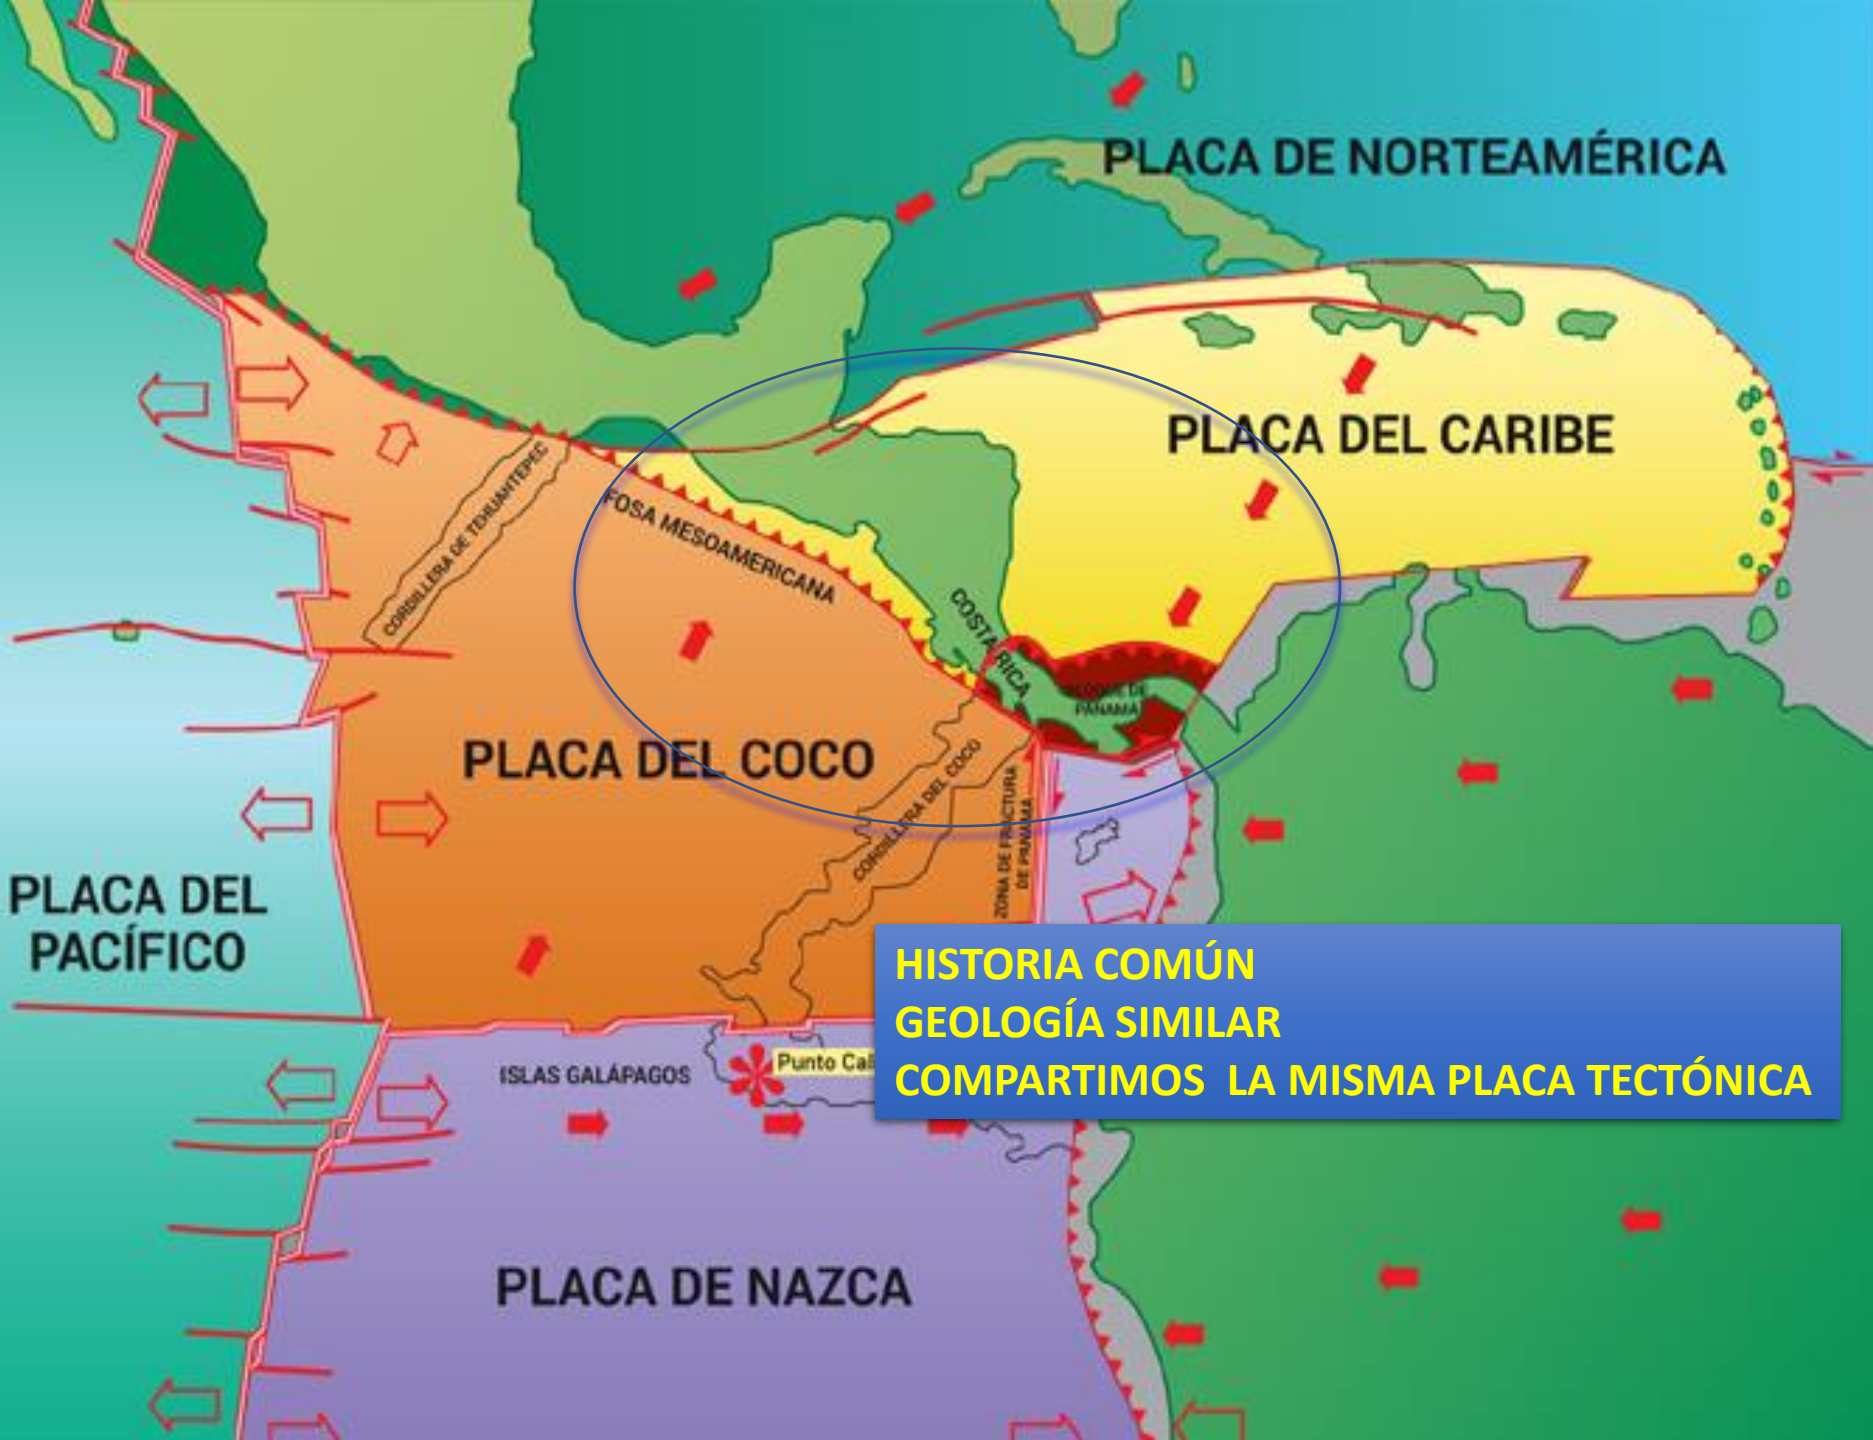 PLACA DE NORTEAMÉRICA
PLACA DEL CARIBE
CORDILLERA DE TEHUANTEPEC
FOSA MESOAMERICANA
COSTA RICA
BLOQUE DE
PANAMÁ
PLACA DEL COCO
CORDILLERA DEL COCO
ZONA DE FRACTURA
DE PANAMÁ
PLACA DEL
PACÍFICO
HISTORIA COMÚN
GEOLOGÍA SIMILAR
COMPARTIMOS LA MISMA PLACA TECTÓNICA
ISLAS GALÁPAGOS
Punto Cal
PLACA DE NAZCA